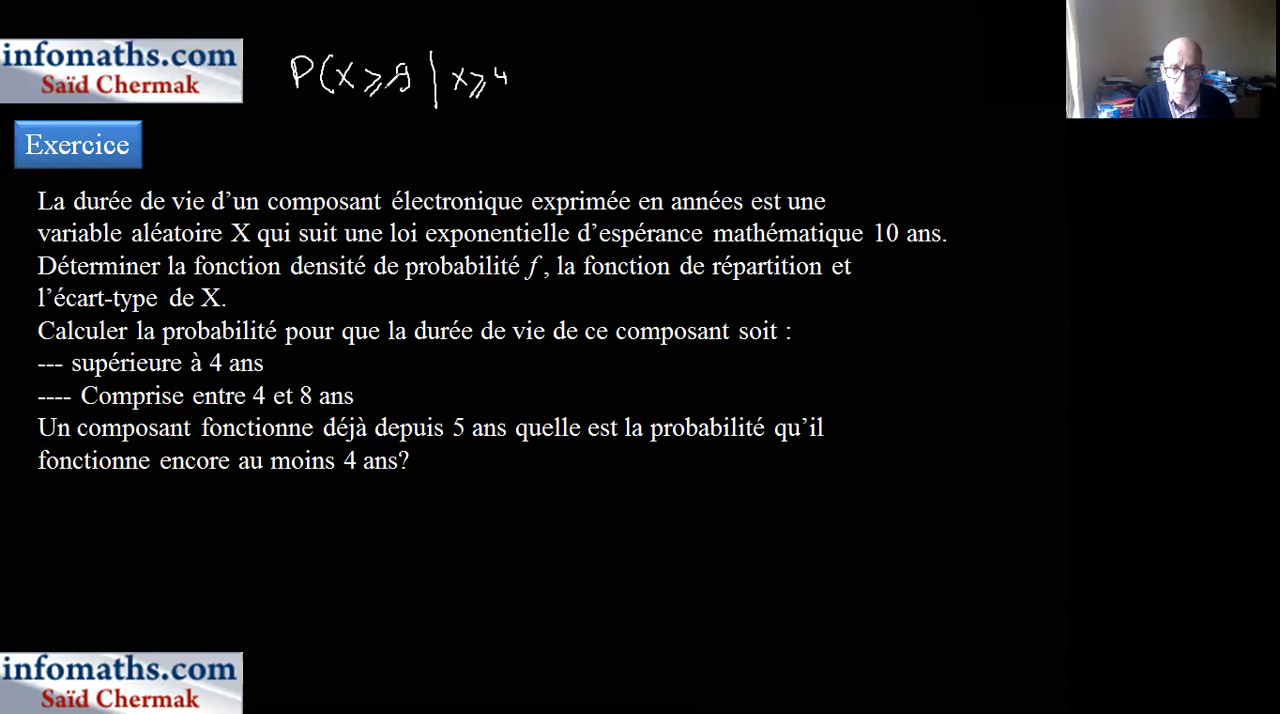 infomaths.com
Saïd Chermak
P(X ⩾ 9 | X ⩾ 4
Exercice
La durée de vie d’un composant électronique exprimée en années est une
variable aléatoire X qui suit une loi exponentielle d’espérance mathématique 10 ans.
Déterminer la fonction densité de probabilité f , la fonction de répartition et
l’écart-type de X.
Calculer la probabilité pour que la durée de vie de ce composant soit :
--- supérieure à 4 ans
---- Comprise entre 4 et 8 ans
Un composant fonctionne déjà depuis 5 ans quelle est la probabilité qu’il
fonctionne encore au moins 4 ans?
infomaths.com
Saïd Chermak